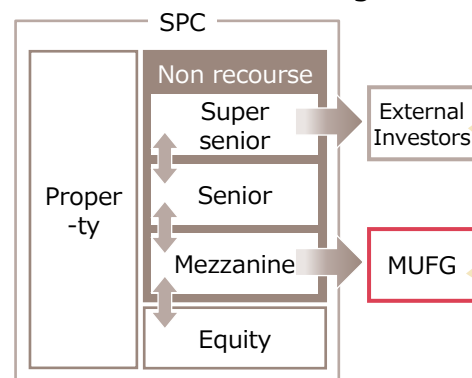 SPC
Non recourse
Super
senior
External
Investors
Proper
-ty
Senior
Mezzanine
MUFG
Equity